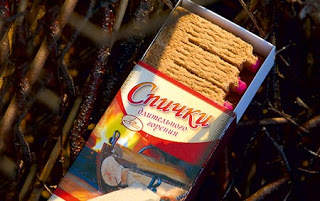 Спички
длительного
горения